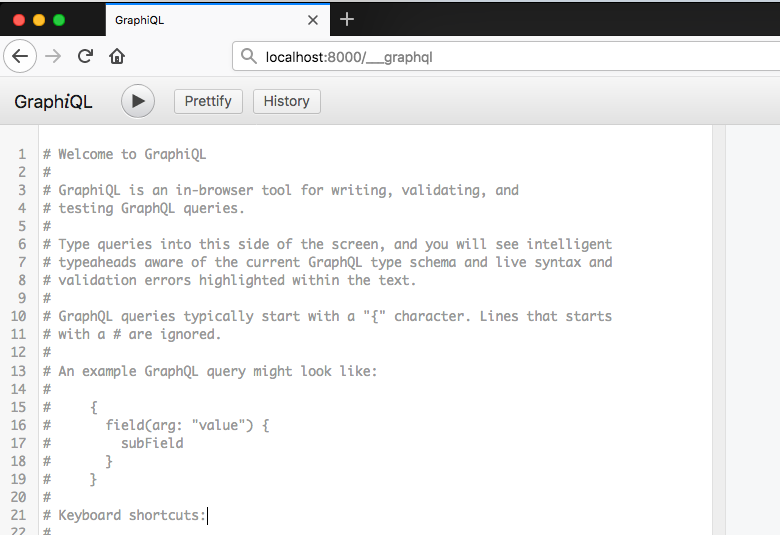 GraphiQL
localhost:8000/___graphql
GraphiQL Prettify History
1 # Welcome to GraphiQL
2 #
3 # GraphiQL is an in-browser tool for writing, validating, and
4 # testing GraphQL queries.
5 #
6 # Type queries into this side of the screen, and you will see intelligent
7 # typeaheads aware of the current GraphQL type schema and live syntax and
8 # validation errors highlighted within the text.
9 #
10 # GraphQL queries typically start with a "{" character. Lines that starts
11 # with a # are ignored.
12 #
13 # An example GraphQL query might look like:
14 #
15 #     {
16 #       field(arg: "value") {
17 #         subField
18 #       }
19 #     }
20 #
21 # Keyboard shortcuts:
22 #